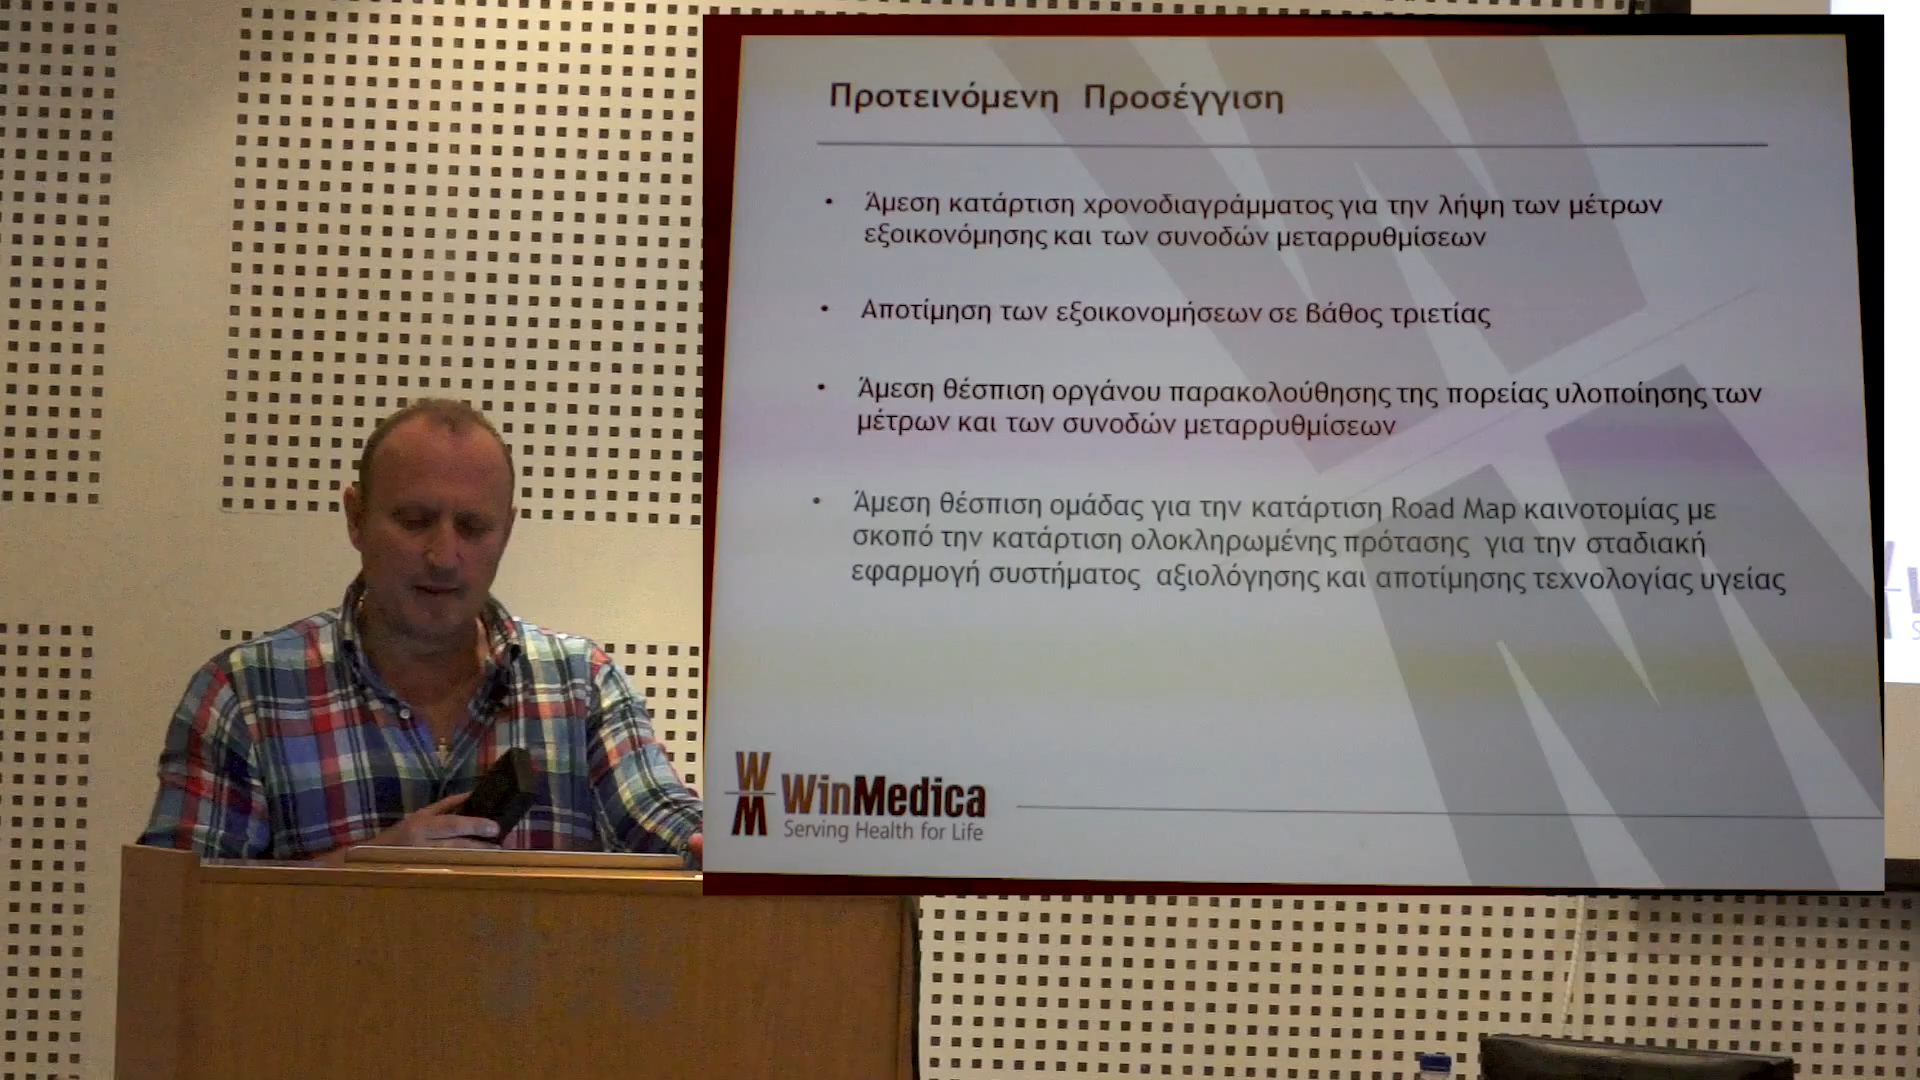 Προτεινόμενη Προσέγγιση
• Άμεση κατάρτιση χρονοδιαγράμματος για την λήψη των μέτρων
εξοικονόμησης και των συνοδών μεταρρυθμίσεων
• Αποτίμηση των εξοικονομήσεων σε βάθος τριετίας
• Άμεση θέσπιση οργάνου παρακολούθησης της πορείας υλοποίησης των
μέτρων και των συνοδών μεταρρυθμίσεων
• Άμεση θέσπιση ομάδας για την κατάρτιση Road Map καινοτομίας με
σκοπό την κατάρτιση ολοκληρωμένης πρότασης για την σταδιακή
εφαρμογή συστήματος αξιολόγησης και αποτίμησης τεχνολογίας υγείας
WM
WinMedica
Serving Health for Life